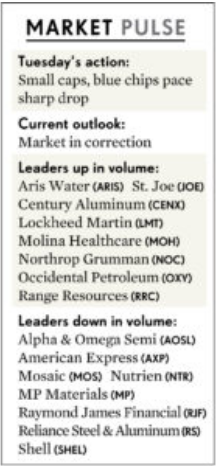 MARKET PULSE
Tuesday's action:
Small caps, blue chips pace
sharp drop
Current outlook:
Market in correction
Leaders up in volume:
Aris Water (ARIS) St. Joe (JOE)
Century Aluminum (CENX)
Lockheed Martin (LMT)
Molina Healthcare (MOH)
Northrop Grumman (NOC)
Occidental Petroleum (OXY)
Range Resources (RRC)
Leaders down in volume:
Alpha & Omega Semi (AOSL)
American Express (AXP)
Mosaic (MOS) Nutrien (NTR)
MP Materials (MP)
Raymond James Financial (RJF)
Reliance Steel & Aluminum (RS)
Shell (SHEL)